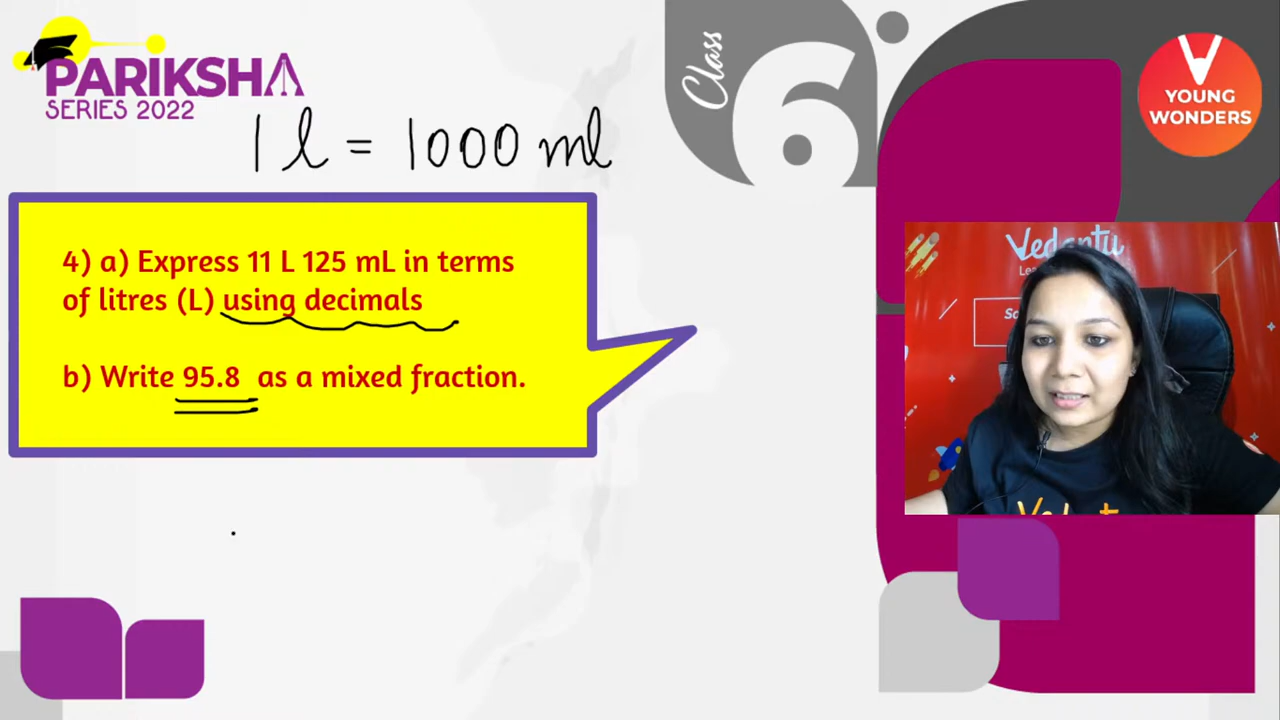 PARIKSHA
SERIES 2022
Class
6
YOUNG
WONDERS
1 l = 1000 ml
4) a) Express 11 L 125 mL in terms
of litres (L) using decimals
b) Write 95.8 as a mixed fraction.
Vedantu